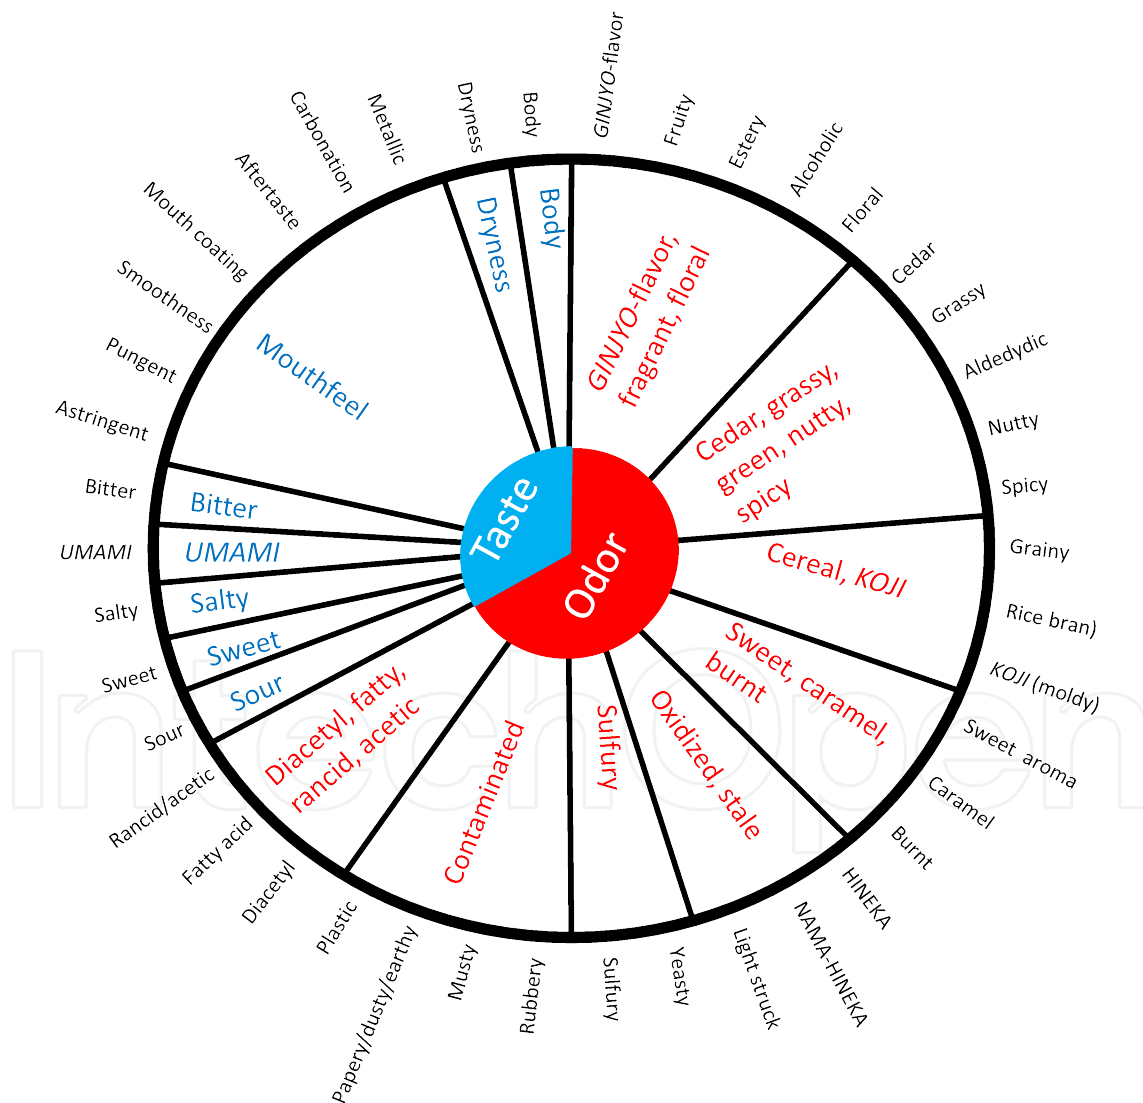 GINJYO-flavor
Fruity
Estery
Alcoholic
Floral
Cedar
Grassy
Aldedydic
Nutty
Spicy
Grainy
Rice bran)
KOJI (moldy)
Sweet aroma
Caramel
Burnt
HINEKA
NAMA-HINEKA
Light struck
Yeasty
Sulfury
Rubbery
Musty
Papery/dusty/earthy
Plastic
Diacetyl
Fatty acid
Rancid/acetic
Sour
Sweet
Salty
UMAMI
Bitter
Astringent
Pungent
Smoothness
Mouth coating
Aftertaste
Carbonation
Metallic
Dryness
Body
GINJYO-flavor,
fragrant, floral
Cedar, grassy,
green, nutty,
spicy
Cereal, KOJI
Sweet, caramel,
burnt
Oxidized, stale
Sulfury
Contaminated
Diacetyl, fatty,
rancid, acetic
Sour
Sweet
Salty
UMAMI
Bitter
Mouthfeel
Dryness
Body
Taste
Odor
IntechOpen